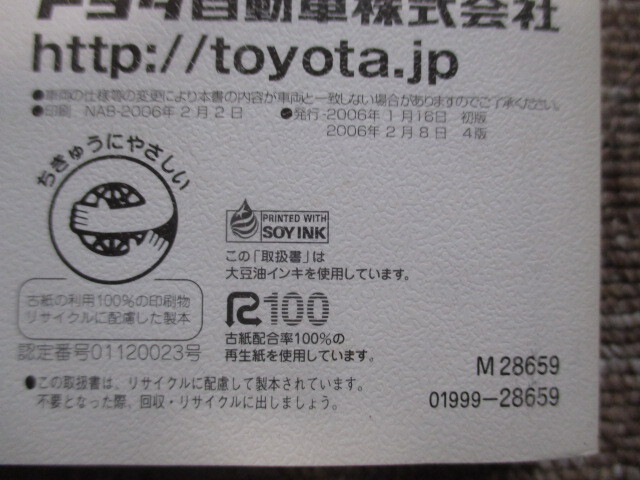 トヨタ自動車株式会社
http://toyota.jp
●車両の仕様等の変更により本書の内容が車両と一致しない場合がありますのでご了承ください。
●印刷 NAB-2006年2月2日 ●発行-2006年1月16日 初版
2006年2月8日 4版
ちきゅうにやさしい
PRINTED WITH
SOY INK
この「取扱書」は
大豆油インキを使用しています。
古紙の利用100%の印刷物
リサイクルに配慮した製本
認定番号01120023号
R100
古紙配合率100%の
再生紙を使用しています。
●この取扱書は、リサイクルに配慮して製本されています。
不要となった際、回収・リサイクルに出しましょう。
M 28659
01999-28659